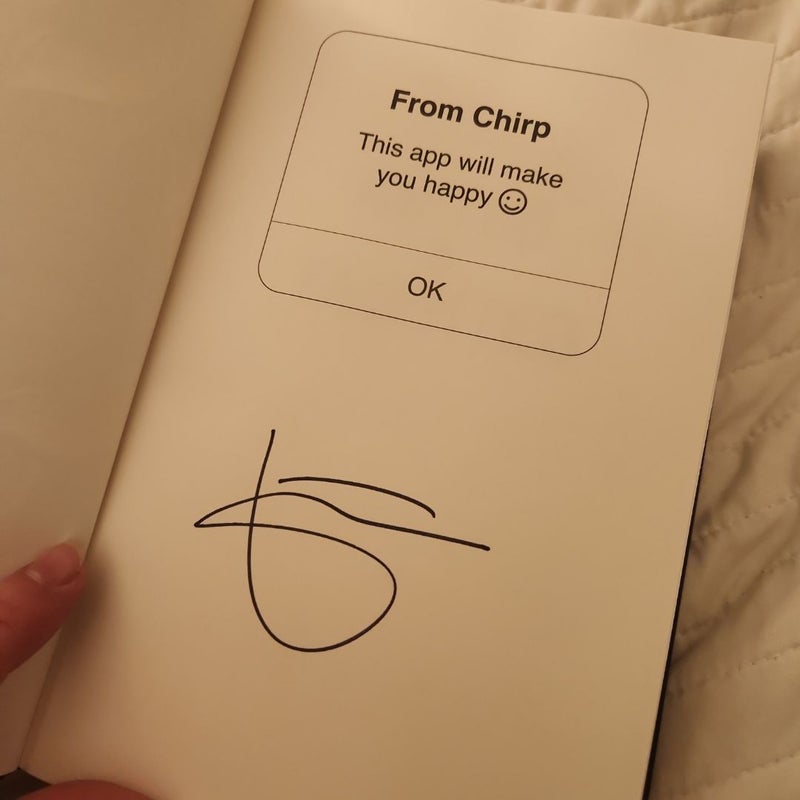 From Chirp
This app will make
you happy ☺
OK